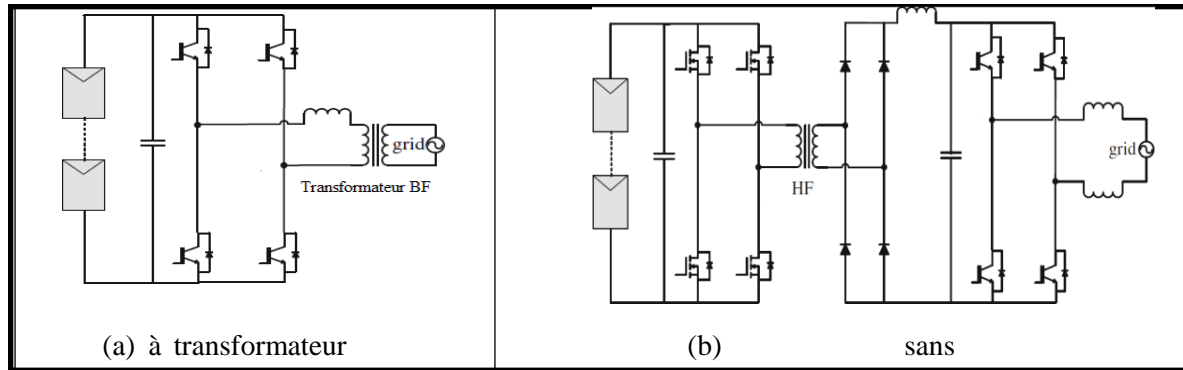 grid
Transformateur BF
HF
grid
(a) à transformateur
(b) sans